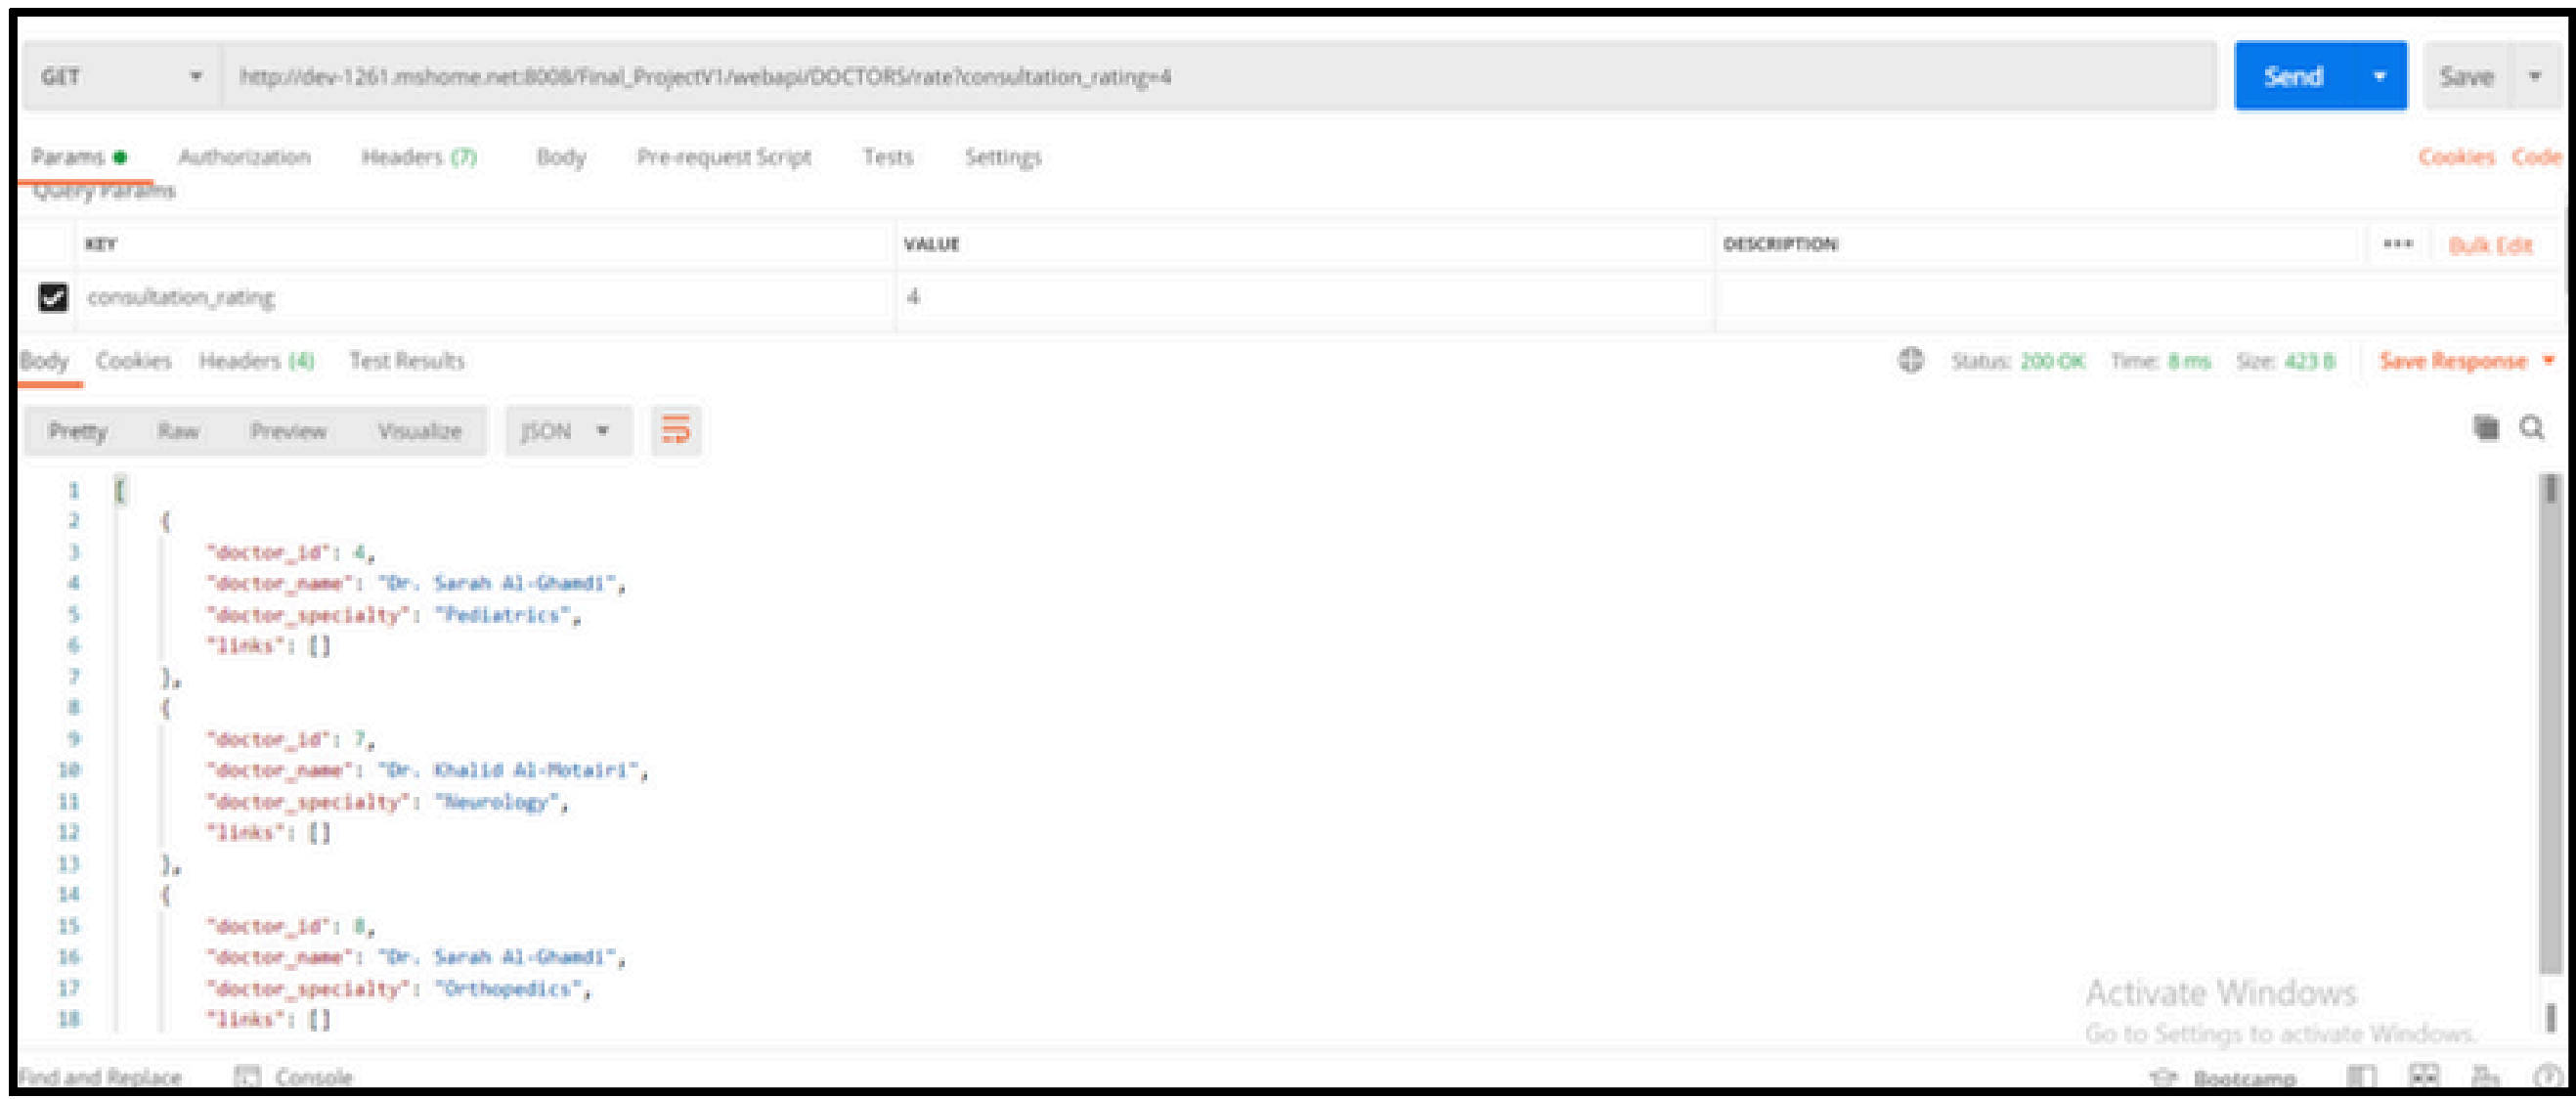 GET http://dev-1261.mshome.net:8008/Final_ProjectV1/webapi/DOCTORS/rate?consultation_rating=4 Send Save
Params Authorization Headers (7) Body Pre-request Script Tests Settings Cookies Code
Query Params
KEY VALUE DESCRIPTION ••• Bulk Edit
consultation_rating 4
Body Cookies Headers (4) Test Results Status: 200 OK Time: 8 ms Size: 423 B Save Response
Pretty Raw Preview Visualize JSON
1 [
2 {
3 "doctor_id": 4,
4 "doctor_name": "Dr. Sarah Al-Ghamdi",
5 "doctor_specialty": "Pediatrics",
6 "links": []
7 },
8 {
9 "doctor_id": 7,
10 "doctor_name": "Dr. Khalid Al-Motairi",
11 "doctor_specialty": "Neurology",
12 "links": []
13 },
14 {
15 "doctor_id": 8,
16 "doctor_name": "Dr. Sarah Al-Ghamdi",
17 "doctor_specialty": "Orthopedics",
18 "links": []
Activate Windows
Go to Settings to activate Windows.
Find and Replace Console Bootcamp